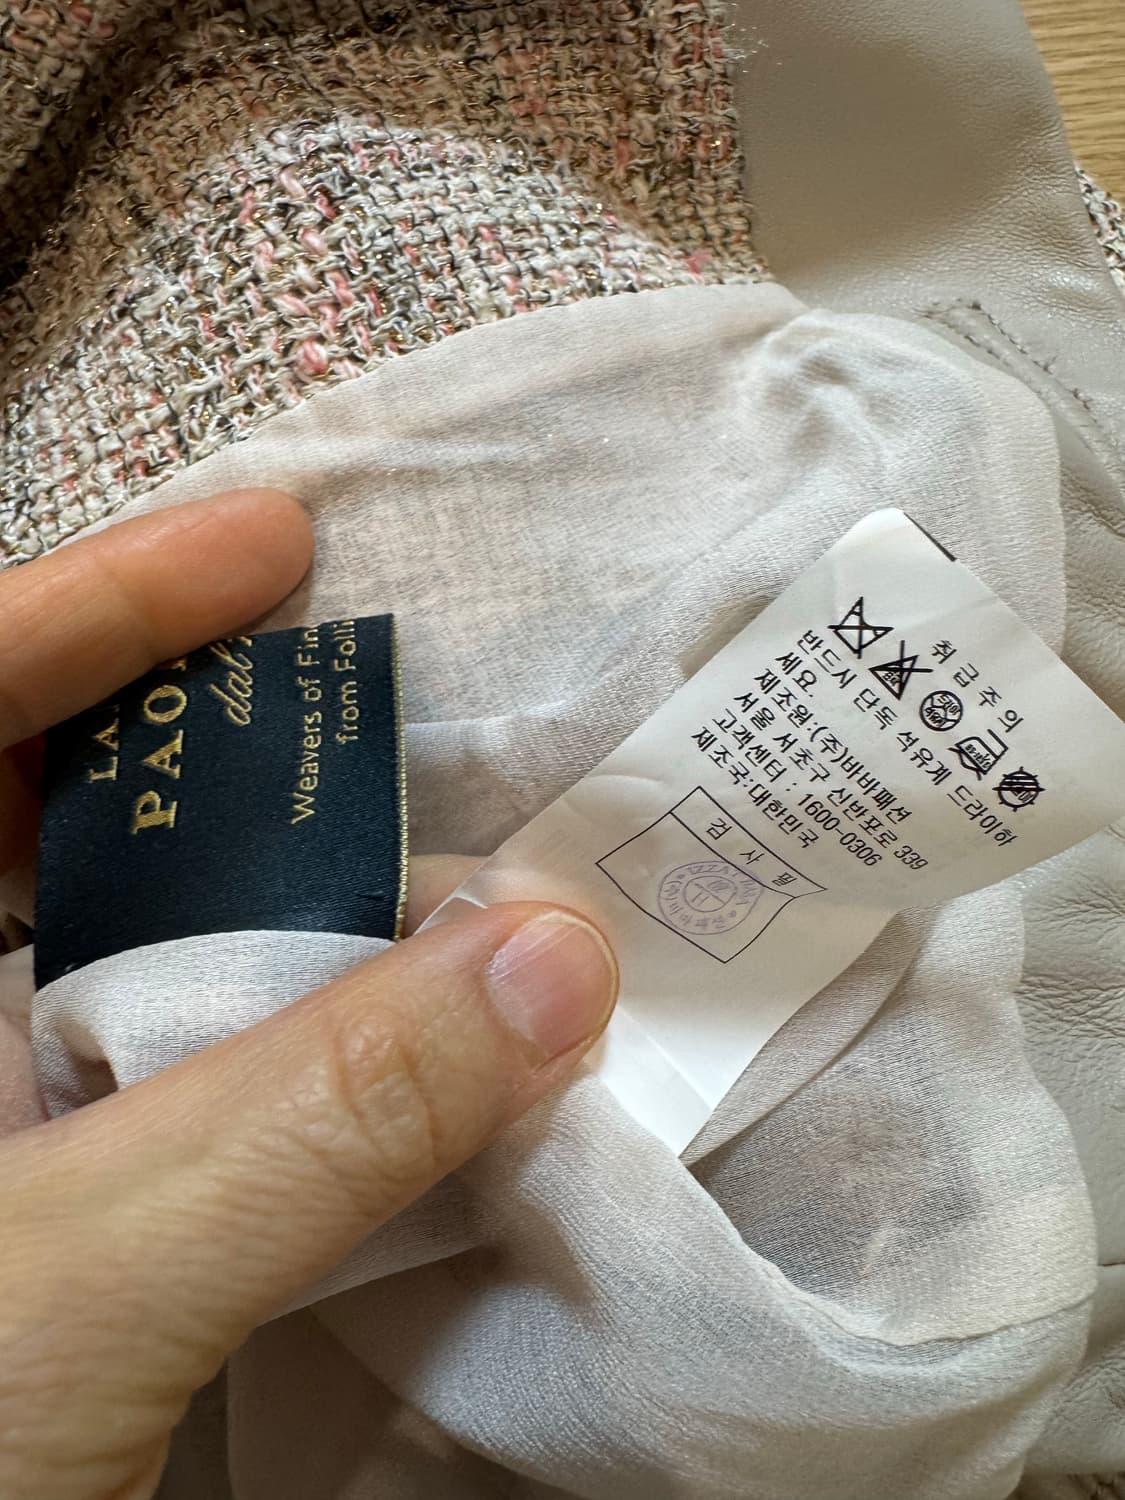 LA
PAO
dal
Weavers of Fin
from Folli
취급주의
반드시 단독 석유계 드라이하
세요.
제조원:(주)바바패션
서울 서초구 신반포로 339
고객센터 : 1600-0306
제조국:대한민국
검사필